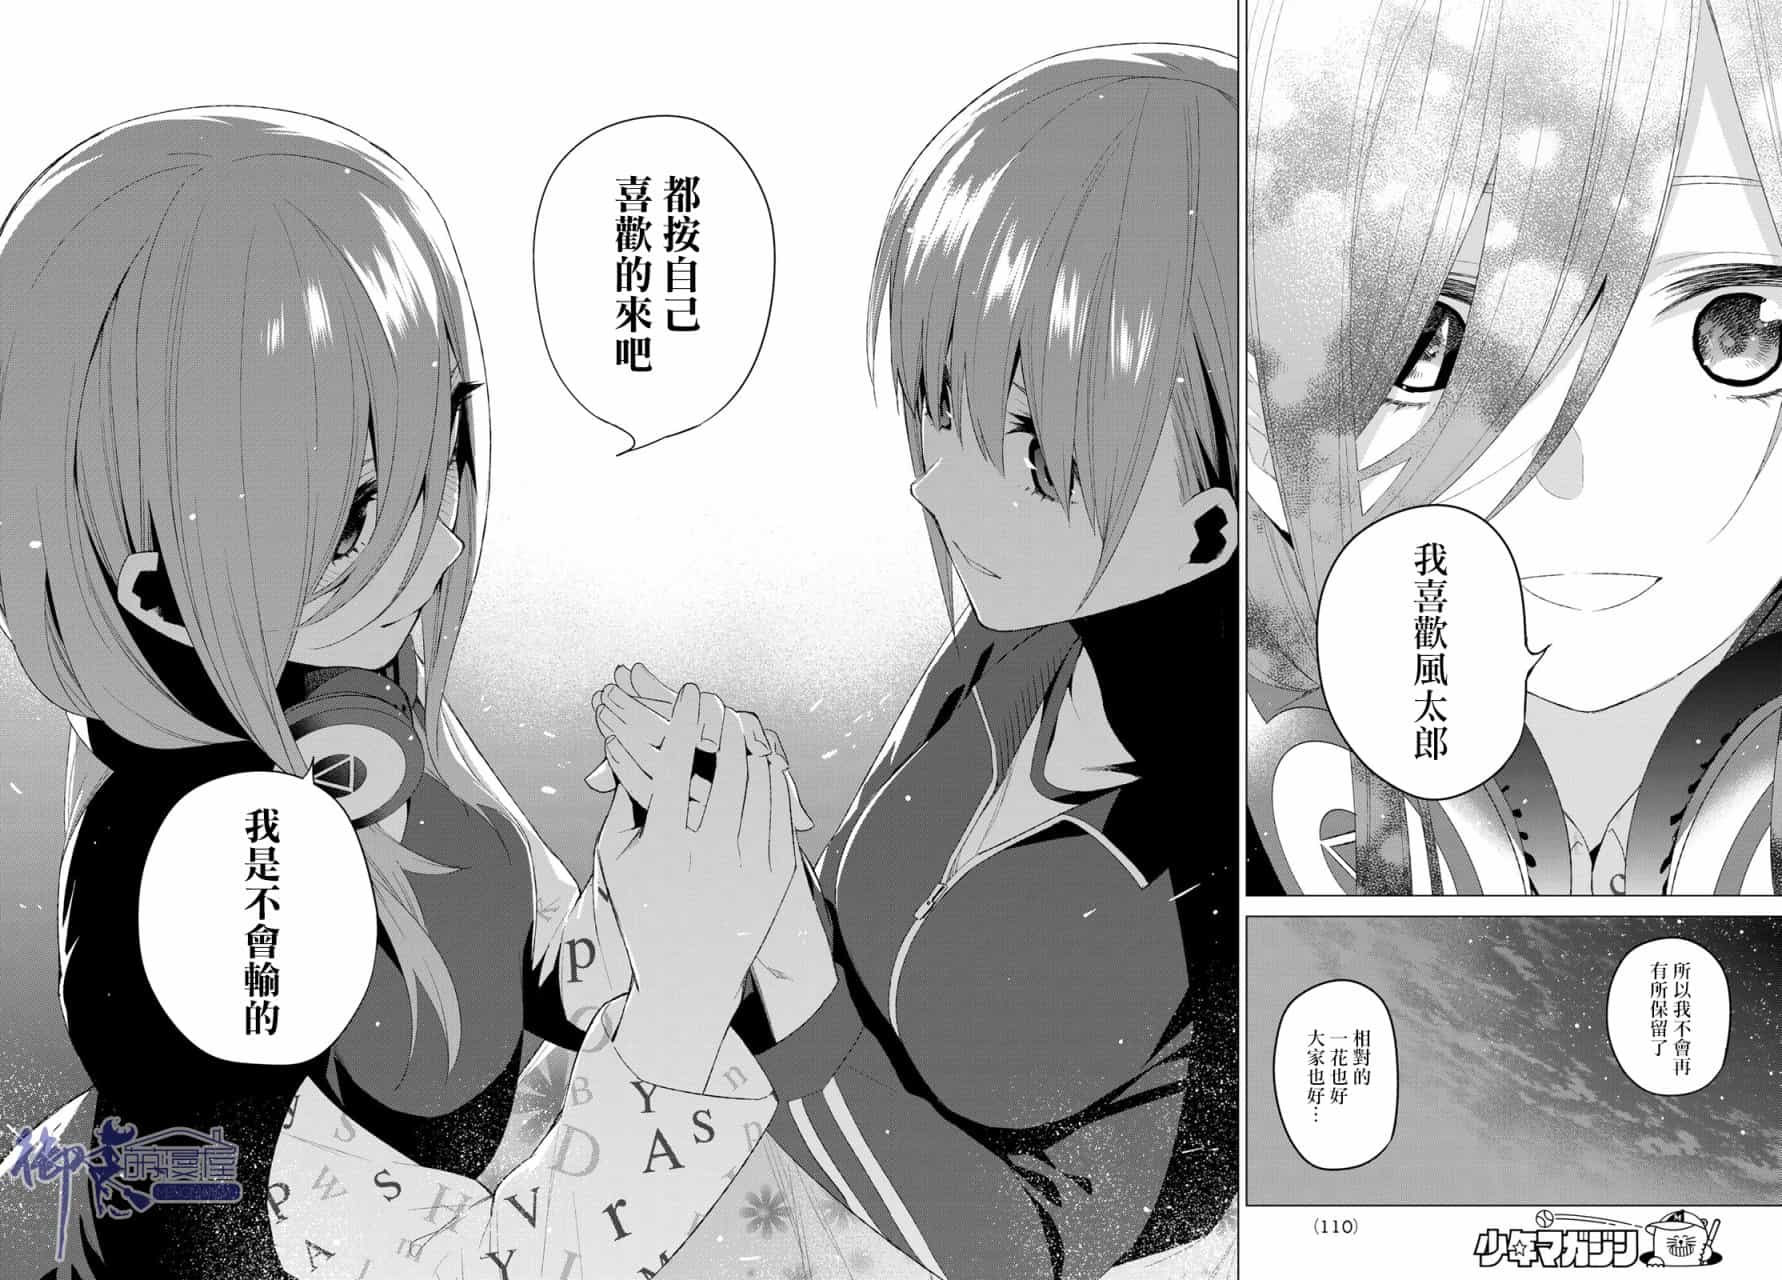 我喜歡風太郎
所以我不會再
有所保留了
相對的
一花也好
大家也好…
都按自己
喜歡的來吧
我是不會輸的
(110)
少年マガジン